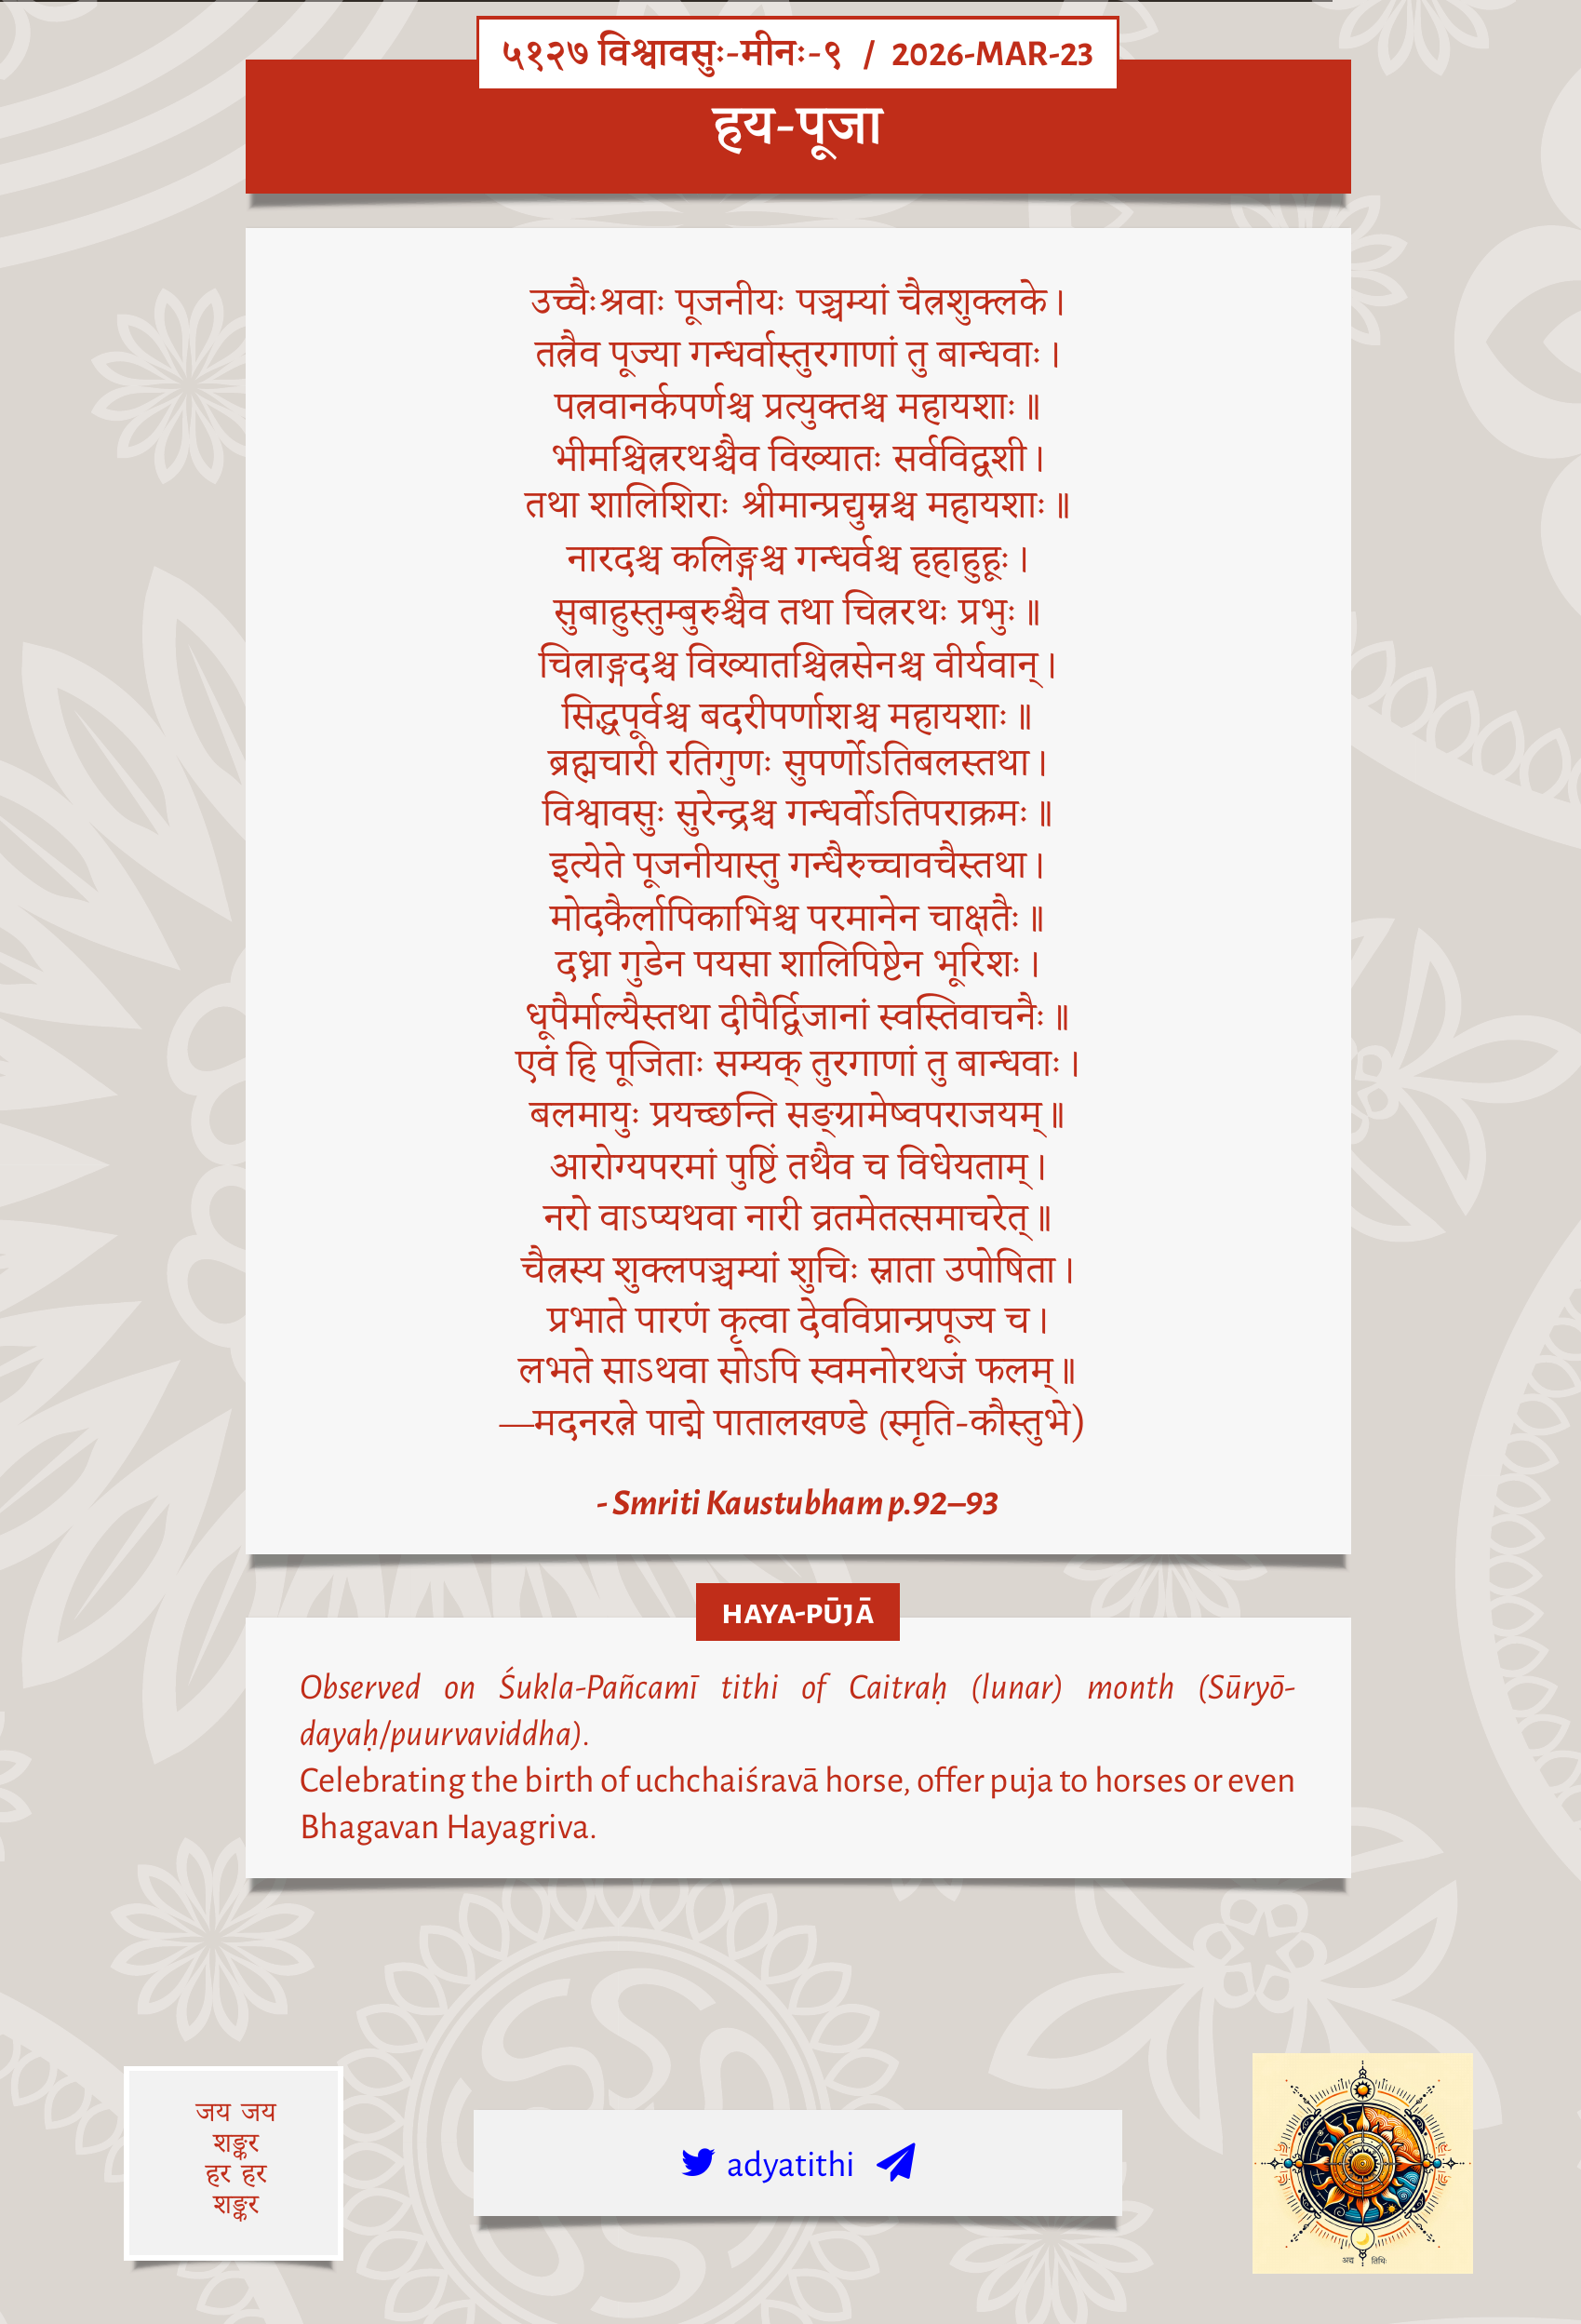 ५१२७ विश्वावसुः-मीनः-९ / 2026-MAR-23
हय-पूजा
उच्चैःश्रवाः पूजनीयः पञ्चम्यां चैत्रशुक्लके।
तत्रैव पूज्या गन्धर्वास्तुरगाणां तु बान्धवाः।
पत्रवानर्कपर्णश्च प्रत्युक्तश्च महायशाः॥
भीमश्चित्ररथश्चैव विख्यातः सर्वविद्वशी।
तथा शालिशिराः श्रीमान्प्रद्युम्नश्च महायशाः॥
नारदश्च कलिङ्गश्च गन्धर्वश्च हहाहुहूः।
सुबाहुस्तुम्बुरुश्चैव तथा चित्ररथः प्रभुः॥
चित्राङ्गदश्च विख्यातश्चित्रसेनश्च वीर्यवान्।
सिद्धपूर्वश्च बदरीपर्णाशश्च महायशाः॥
ब्रह्मचारी रतिगुणः सुपर्णोऽतिबलस्तथा।
विश्वावसुः सुरेन्द्रश्च गन्धर्वोऽतिपराक्रमः॥
इत्येते पूजनीयास्तु गन्धैरुच्चावचैस्तथा।
मोदकैर्लापिकाभिश्च परमानेन चाक्षतैः॥
दध्ना गुडेन पयसा शालिपिष्टेन भूरिशः।
धूपैर्माल्यैस्तथा दीपैर्द्विजानां स्वस्तिवाचनैः॥
एवं हि पूजिताः सम्यक् तुरगाणां तु बान्धवाः।
बलमायुः प्रयच्छन्ति सङ्ग्रामेष्वपराजयम्॥
आरोग्यपरमां पुष्टिं तथैव च विधेयताम्।
नरो वाऽप्यथवा नारी व्रतमेतत्समाचरेत्॥
चैत्रस्य शुक्लपञ्चम्यां शुचिः स्नाता उपोषिता।
प्रभाते पारणं कृत्वा देवविप्रान्प्रपूज्य च।
लभते साऽथवा सोऽपि स्वमनोरथजं फलम्॥
—मदनरत्ने पाद्मे पातालखण्डे (स्मृति-कौस्तुभे)
- Smriti Kaustubham p.92–93
HAYA-PŪJĀ
Observed on Śukla-Pañcamī tithi of Caitraḥ (lunar) month (Sūryō-
dayaḥ/puurvaviddha).
Celebrating the birth of uchchaiśravā horse, offer puja to horses or even
Bhagavan Hayagriva.
जय जय
शङ्कर
हर हर
शङ्कर
adyatithi
अद्य तिथिः